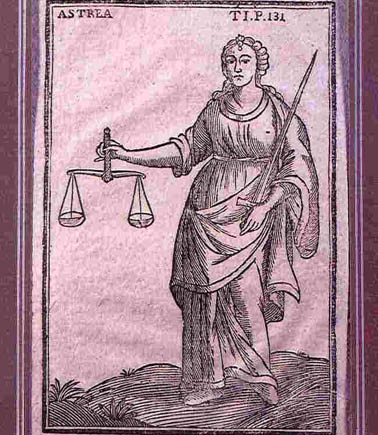 ASTREA T I. P. 131